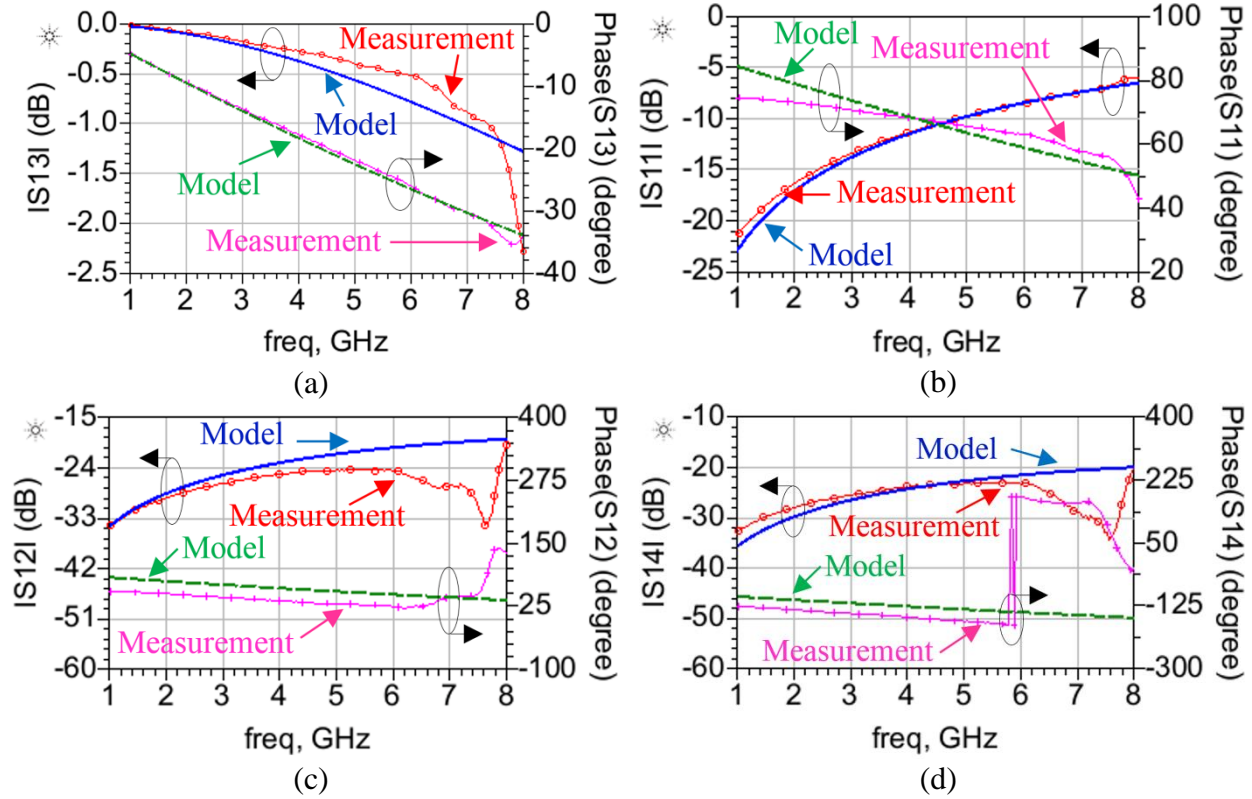 IS13I (dB)
0.0
-0.5
-1.0
-1.5
-2.0
-2.5
Model
Measurement
Model
Model
Measurement
0
-10
-20
-30
-40
Phase(S13) (degree)
1 2 3 4 5 6 7 8
freq, GHz
(a)
IS11I (dB)
0
-5
-10
-15
-20
-25
Model
Measurement
Measurement
Model
100
80
60
40
20
Phase(S11) (degree)
1 2 3 4 5 6 7 8
freq, GHz
(b)
IS12I (dB)
-15
-24
-33
-42
-51
-60
Model
Measurement
Model
Measurement
400
275
150
25
-100
Phase(S12) (degree)
1 2 3 4 5 6 7 8
freq, GHz
(c)
IS14I (dB)
-10
-20
-30
-40
-50
-60
Model
Measurement
Model
Measurement
400
225
50
-125
-300
Phase(S14) (degree)
1 2 3 4 5 6 7 8
freq, GHz
(d)